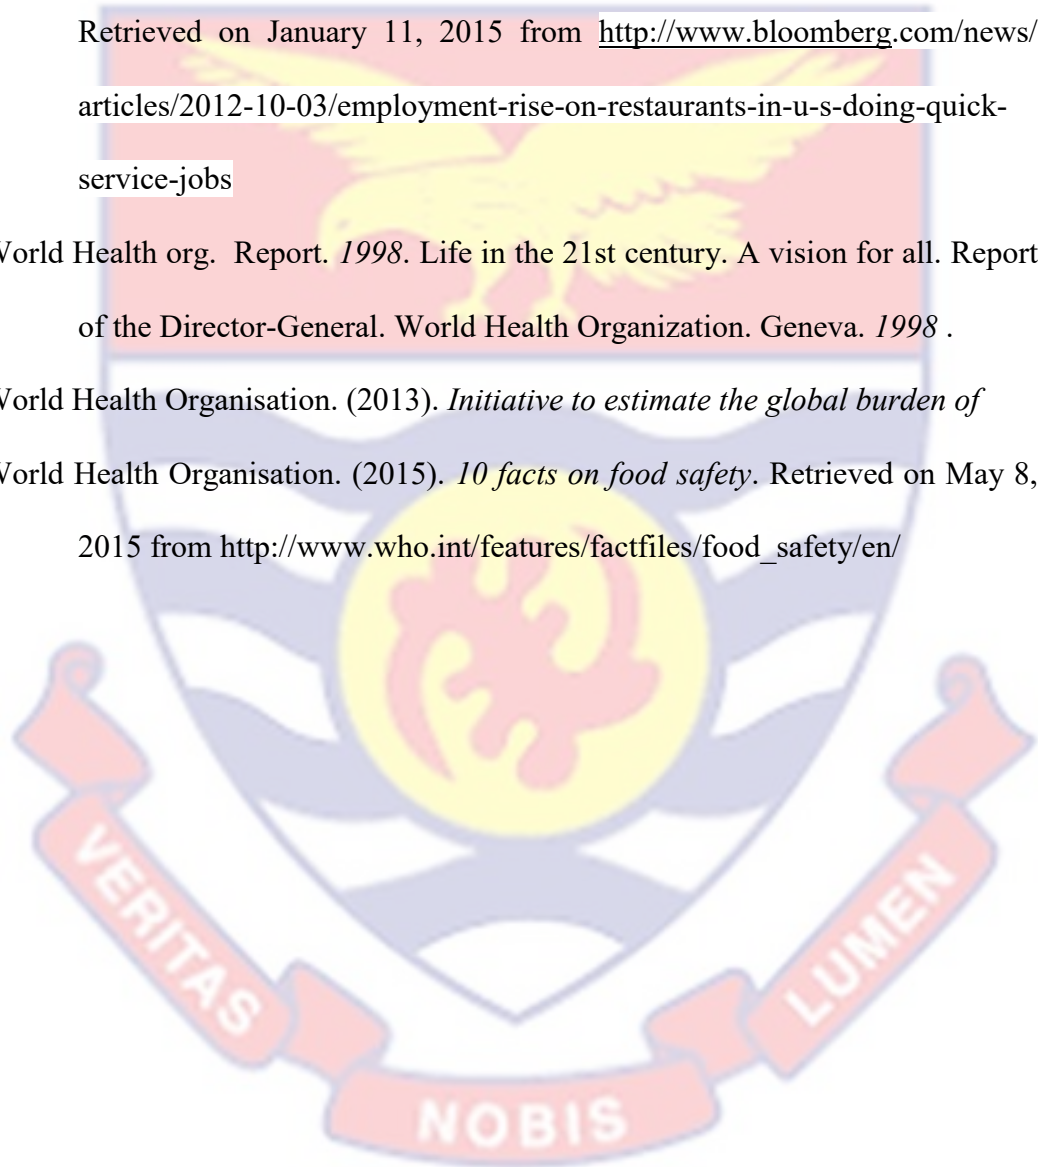 Retrieved on January 11, 2015 from http://www.bloomberg.com/news/
articles/2012-10-03/employment-rise-on-restaurants-in-u-s-doing-quick-
service-jobs
World Health org. Report. 1998. Life in the 21st century. A vision for all. Report
of the Director-General. World Health Organization. Geneva. 1998 .
World Health Organisation. (2013). Initiative to estimate the global burden of
World Health Organisation. (2015). 10 facts on food safety. Retrieved on May 8,
2015 from http://www.who.int/features/factfiles/food_safety/en/
VERITAS
NOBIS
LUMEN